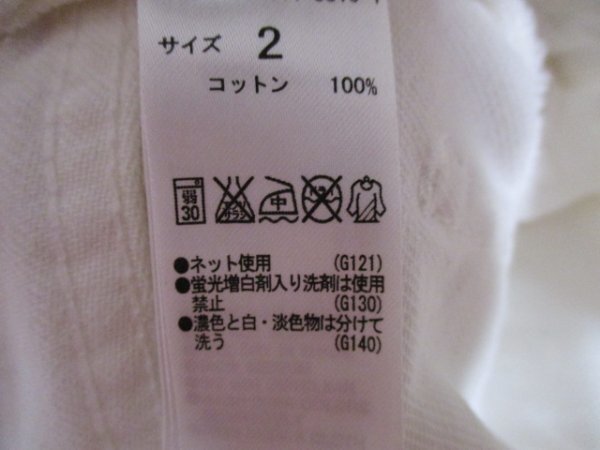 サイズ 2
コットン 100%
弱
30
中
●ネット使用 (G121)
●蛍光増白剤入り洗剤は使用
禁止 (G130)
●濃色と白・淡色物は分けて
洗う (G140)